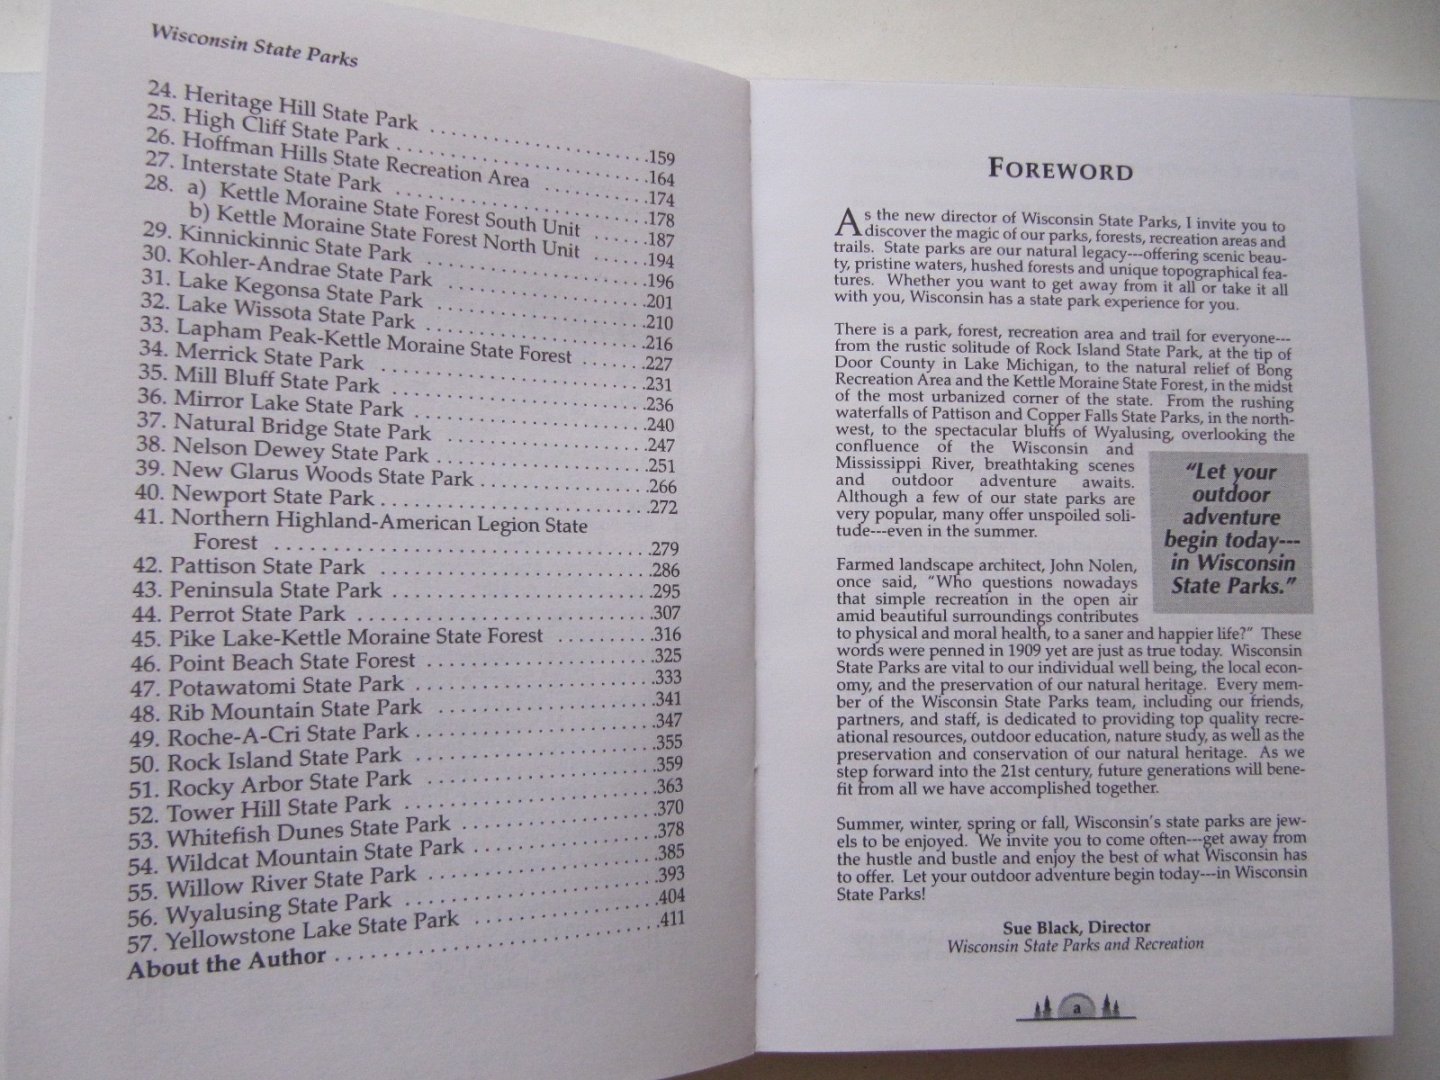 Wisconsin State Parks
24. Heritage Hill State Park .....................159
25. High Cliff State Park ........................164
26. Hoffman Hills State Recreation Area .........174
27. Interstate State Park ........................178
28. a) Kettle Moraine State Forest South Unit ......187
b) Kettle Moraine State Forest North Unit ......194
29. Kinnickinnic State Park ......................196
30. Kohler-Andrae State Park ....................201
31. Lake Kegonsa State Park .....................210
32. Lake Wissota State Park ......................216
33. Lapham Peak-Kettle Moraine State Forest .....227
34. Merrick State Park ..........................231
35. Mill Bluff State Park .........................236
36. Mirror Lake State Park .......................240
37. Natural Bridge State Park ....................247
38. Nelson Dewey State Park.....................251
39. New Glarus Woods State Park.................266
40. Newport State Park...........................272
41. Northern Highland-American Legion State
Forest .....................................279
42. Pattison State Park ...........................286
43. Peninsula State Park ..........................295
44. Perrot State Park .............................307
45. Pike Lake-Kettle Moraine State Forest ..........316
46. Point Beach State Forest .......................325
47. Potawatomi State Park ........................333
48. Rib Mountain State Park .......................341
49. Roche-A-Cri State Park.........................347
50. Rock Island State Park .........................355
51. Rocky Arbor State Park .......................359
52. Tower Hill State Park .........................363
53. Whitefish Dunes State Park ....................370
54. Wildcat Mountain State Park...................378
55. Willow River State Park .......................385
56. Wyalusing State Park .........................393
57. Yellowstone Lake State Park ...................404
About the Author ................................411
FOREWORD
As the new director of Wisconsin State Parks, I invite you to
discover the magic of our parks, forests, recreation areas and
trails. State parks are our natural legacy---offering scenic beau-
ty, pristine waters, hushed forests and unique topographical fea-
tures. Whether you want to get away from it all or take it all
with you, Wisconsin has a state park experience for you.
There is a park, forest, recreation area and trail for everyone---
from the rustic solitude of Rock Island State Park, at the tip of
Door County in Lake Michigan, to the natural relief of Bong
Recreation Area and the Kettle Moraine State Forest, in the midst
of the most urbanized corner of the state. From the rushing
waterfalls of Pattison and Copper Falls State Parks, in the north-
west, to the spectacular bluffs of Wyalusing, overlooking the
confluence of the Wisconsin and
Mississippi River, breathtaking scenes
and outdoor adventure awaits.
Although a few of our state parks are
very popular, many offer unspoiled soli-
tude---even in the summer.
"Let your
outdoor
adventure
begin today---
in Wisconsin
State Parks."
Farmed landscape architect, John Nolen,
once said, "Who questions nowadays
that simple recreation in the open air
amid beautiful surroundings contributes
to physical and moral health, to a saner and happier life?" These
words were penned in 1909 yet are just as true today. Wisconsin
State Parks are vital to our individual well being, the local econ-
omy, and the preservation of our natural heritage. Every mem-
ber of the Wisconsin State Parks team, including our friends,
partners, and staff, is dedicated to providing top quality recre-
ational resources, outdoor education, nature study, as well as the
preservation and conservation of our natural heritage. As we
step forward into the 21st century, future generations will bene-
fit from all we have accomplished together.
Summer, winter, spring or fall, Wisconsin's state parks are jew-
els to be enjoyed. We invite you to come often---get away from
the hustle and bustle and enjoy the best of what Wisconsin has
to offer. Let your outdoor adventure begin today---in Wisconsin
State Parks!
Sue Black, Director
Wisconsin State Parks and Recreation
a